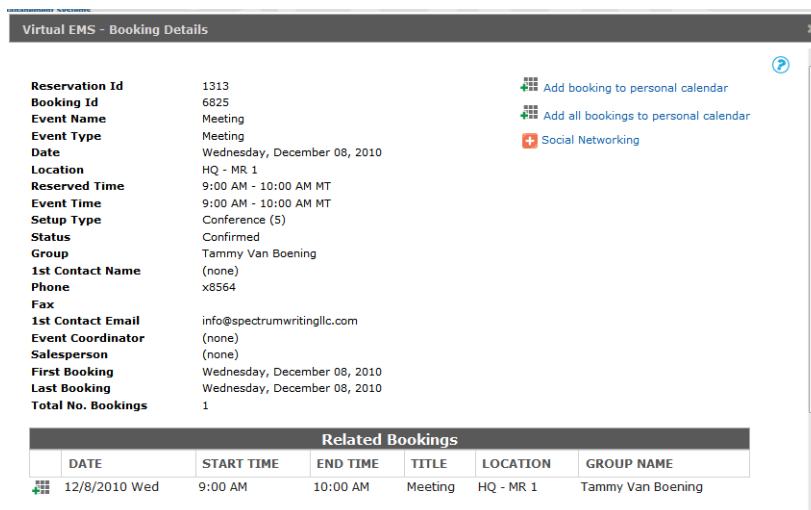 Management Systems
Virtual EMS - Booking Details
Reservation Id 1313
Add booking to personal calendar
Booking Id 6825
Event Name Meeting
Add all bookings to personal calendar
Event Type Meeting
Social Networking
Date Wednesday, December 08, 2010
Location HQ - MR 1
Reserved Time 9:00 AM - 10:00 AM MT
Event Time 9:00 AM - 10:00 AM MT
Setup Type Conference (5)
Status Confirmed
Group Tammy Van Boening
1st Contact Name (none)
Phone x8564
Fax
1st Contact Email info@spectrumwritingllc.com
Event Coordinator (none)
Salesperson (none)
First Booking Wednesday, December 08, 2010
Last Booking Wednesday, December 08, 2010
Total No. Bookings 1
Related Bookings
DATE START TIME END TIME TITLE LOCATION GROUP NAME
12/8/2010 Wed 9:00 AM 10:00 AM Meeting HQ - MR 1 Tammy Van Boening